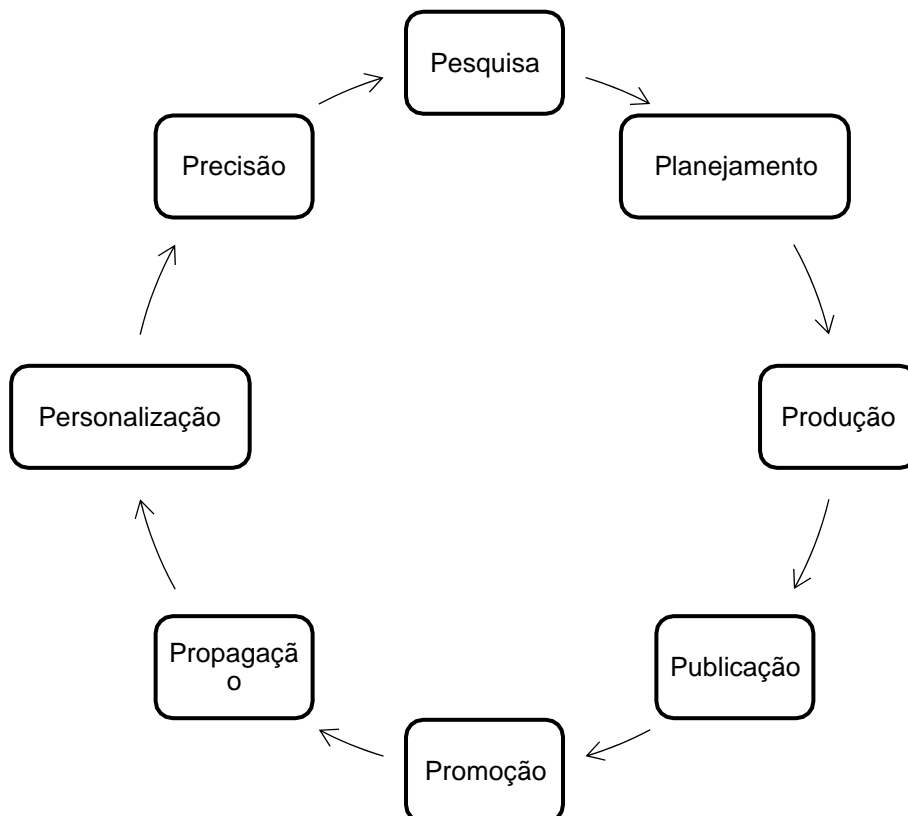 Pesquisa
Planejamento
Produção
Publicação
Promoção
Propagaçã
o
Personalização
Precisão